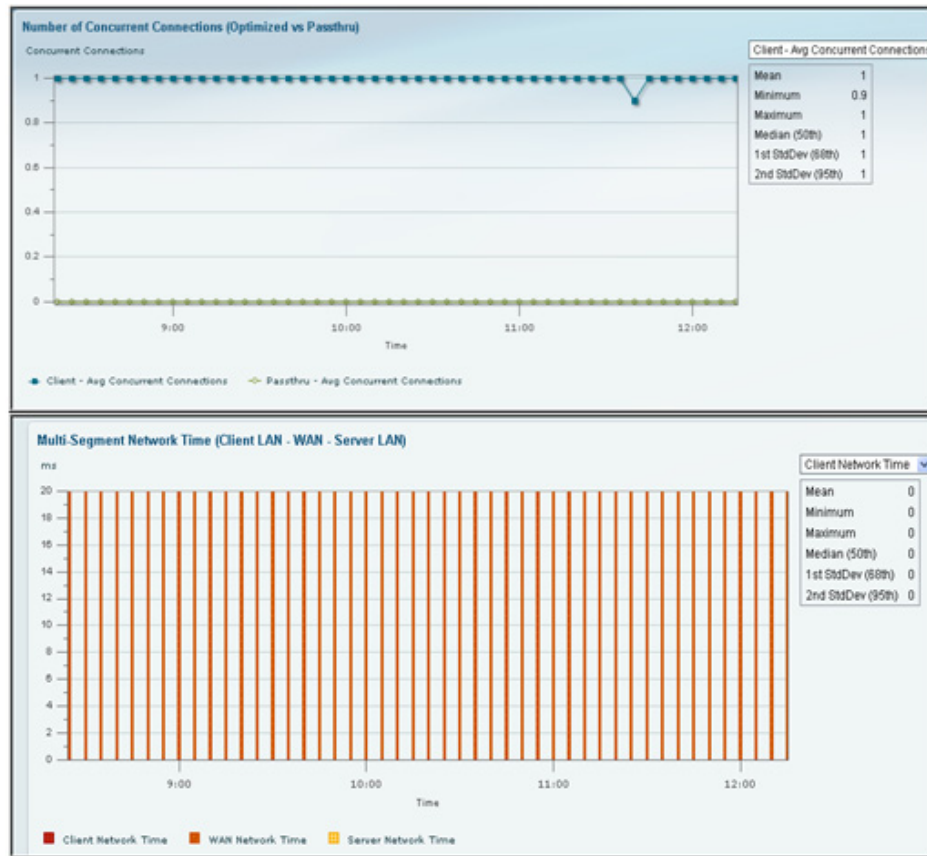 Number of Concurrent Connections (Optimized vs Passthru)
Concurrent Connections
Client - Avg Concurrent Connection
1
0.8
0.6
0.4
0.2
0
9:00 10:00 11:00 12:00
Time
Mean 1
Minimum 0.9
Maximum 1
Median (50th) 1
1st StdDev (68th) 1
2nd StdDev (95th) 1
Client - Avg Concurrent Connections Passthru - Avg Concurrent Connections
Multi-Segment Network Time (Client LAN - WAN - Server LAN)
ms
Client Network Time
20
18
16
14
12
10
8
6
4
2
0
9:00 10:00 11:00 12:00
Time
Mean 0
Minimum 0
Maximum 0
Median (50th) 0
1st StdDev (68th) 0
2nd StdDev (95th) 0
Client Network Time WAN Network Time Server Network Time